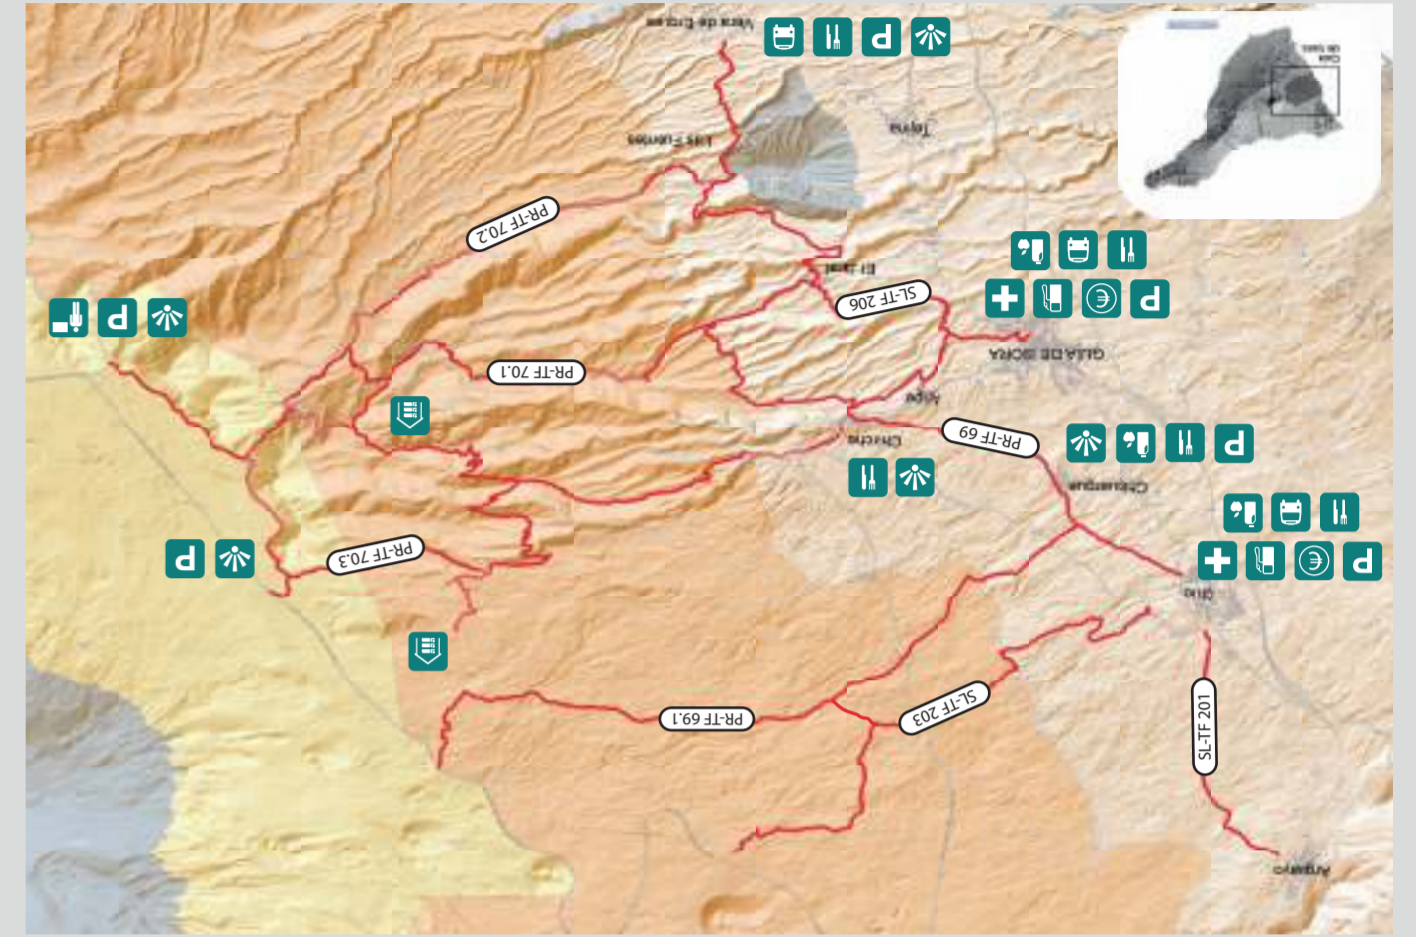 Vera de Erques
P
Las Fuentes
Tejina
PR-TF 70.2
El Jaral
SL-TF 206
P
P
GUÍA DE ISORA
PR-TF 70.1
Aripe
Chirche
PR-TF 69
P
Chiguergue
P
PR-TF 70.3
P
Chío
SL-TF 203
PR-TF 69.1
SL-TF 201
Arguayo